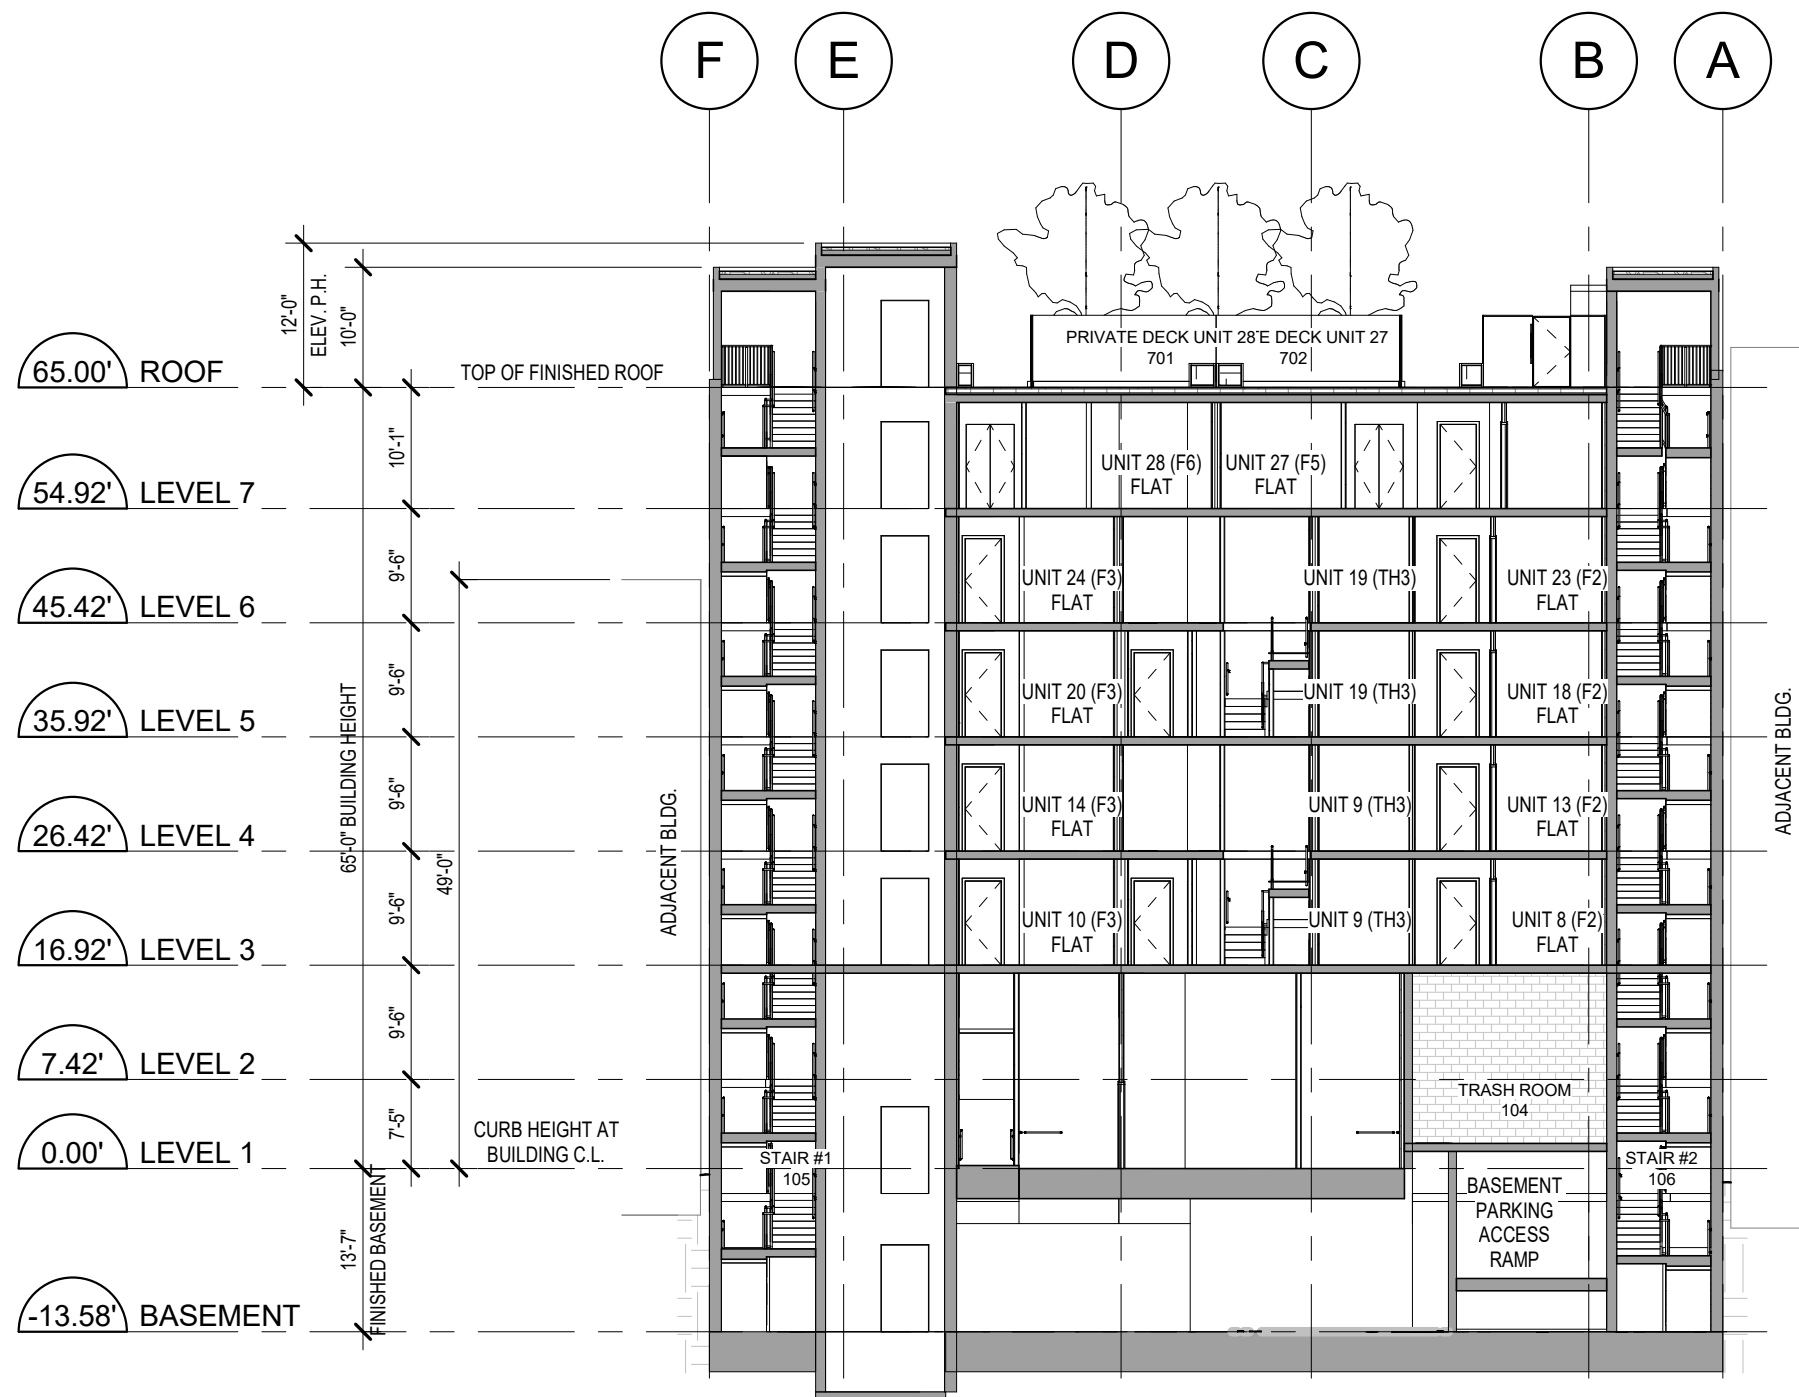 F E D C B A
12'-0"
ELEV. P.H.
10'-0"
PRIVATE DECK UNIT 28
E DECK UNIT 27
701
702
65.00' ROOF
TOP OF FINISHED ROOF
10'-1"
UNIT 28 (F6)
FLAT
UNIT 27 (F5)
FLAT
54.92' LEVEL 7
9'-6"
UNIT 24 (F3)
FLAT
UNIT 19 (TH3)
UNIT 23 (F2)
FLAT
45.42' LEVEL 6
9'-6"
UNIT 20 (F3)
FLAT
UNIT 19 (TH3)
UNIT 18 (F2)
FLAT
35.92' LEVEL 5
65'-0" BUILDING HEIGHT
9'-6"
49'-0"
ADJACENT BLDG.
UNIT 14 (F3)
FLAT
UNIT 9 (TH3)
UNIT 13 (F2)
FLAT
ADJACENT BLDG.
26.42' LEVEL 4
9'-6"
UNIT 10 (F3)
FLAT
UNIT 9 (TH3)
UNIT 8 (F2)
FLAT
16.92' LEVEL 3
9'-6"
7.42' LEVEL 2
TRASH ROOM
104
7'-5"
CURB HEIGHT AT
BUILDING C.L.
0.00' LEVEL 1
STAIR #1
105
STAIR #2
106
BASEMENT
PARKING
ACCESS
RAMP
13'-7"
FINISHED BASEMENT
-13.58' BASEMENT